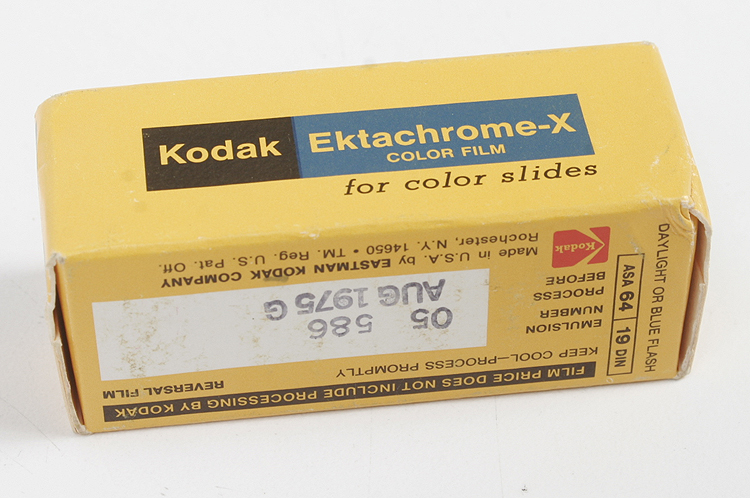 Kodak Ektachrome-X
COLOR FILM
for color slides
FILM PRICE DOES NOT INCLUDE PROCESSING BY KODAK
KEEP COOL—PROCESS PROMPTLY
REVERSAL FILM
EMULSION NUMBER
586 05
PROCESS BEFORE
AUG 1975 G
Made in U.S.A. by EASTMAN KODAK COMPANY
Rochester, N.Y. 14650 • TM. Reg. U.S. Pat. Off.
Kodak
ASA 64 19 DIN
DAYLIGHT OR BLUE FLASH